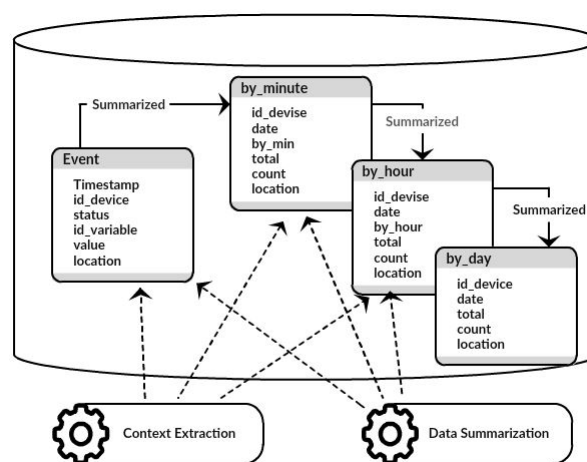 by_minute
id_devise
date
by_min
total
count
location
Summarized
Summarized
Event
Timestamp
id_device
status
id_variable
value
location
by_hour
id_devise
date
by_hour
total
count
location
Summarized
by_day
id_device
date
total
count
location
Context Extraction
Data Summarization